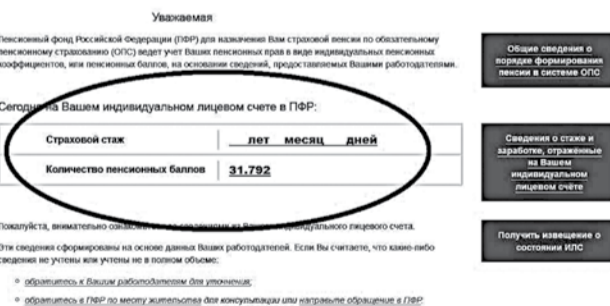 Уважаемая
Пенсионный фонд Российской Федерации (ПФР) для назначения Вам страховой пенсии по обязательному
пенсионному страхованию (ОПС) ведет учет Ваших пенсионных прав в виде индивидуальных пенсионных
коэффициентов, или пенсионных баллов, на основании сведений, предоставляемых Вашими работодателями.
Общие сведения о
порядке формирования
пенсии в системе ОПС
Сегодня на Вашем индивидуальном лицевом счете в ПФР:
Страховой стаж лет месяц дней
Количество пенсионных баллов 31.792
Сведения о стаже и
заработке, отражённые
на Вашем
индивидуальном
лицевом счёте
Пожалуйста, внимательно лицевого счета.
Эти сведения сформированы на основе данных Ваших работодателей. Если Вы считаете, что какие-либо
сведения не учтены или учтены не в полном объеме:
обратитесь к Вашим работодателям для уточнения;
обратитесь в ПФР по месту жительства для консультации или направьте обращение в ПФР.
Получить извещение о
состоянии ИЛС